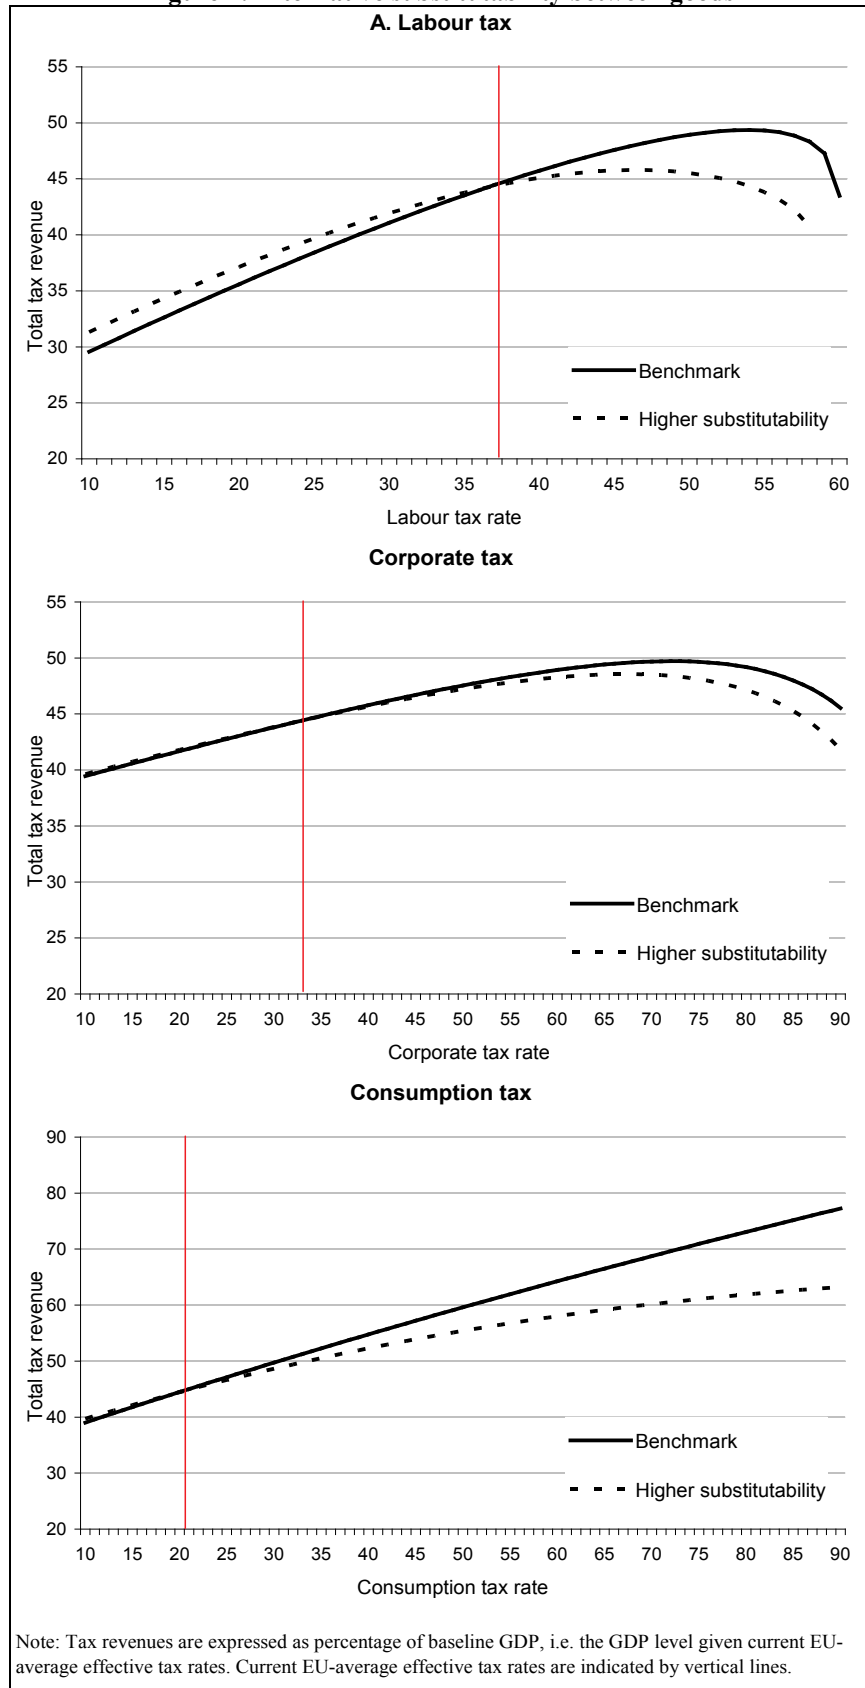 A. Labour tax
55
50
45
40
35
30
25
20
Total tax revenue
Benchmark
Higher substitutability
10 15 20 25 30 35 40 45 50 55 60
Labour tax rate
Corporate tax
55
50
45
40
35
30
25
20
Total tax revenue
Benchmark
Higher substitutability
10 15 20 25 30 35 40 45 50 55 60 65 70 75 80 85 90
Corporate tax rate
Consumption tax
90
80
70
60
50
40
30
20
Total tax revenue
Benchmark
Higher substitutability
10 15 20 25 30 35 40 45 50 55 60 65 70 75 80 85 90
Consumption tax rate
Note: Tax revenues are expressed as percentage of baseline GDP, i.e. the GDP level given current EU-
average effective tax rates. Current EU-average effective tax rates are indicated by vertical lines.